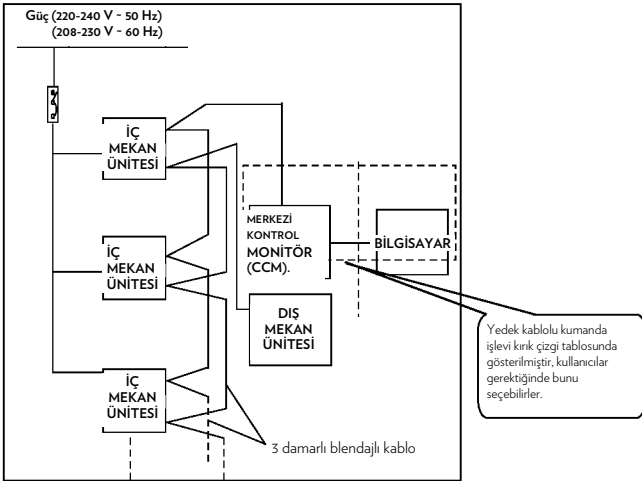 Güç (220-240 V ~ 50 Hz)
(208-230 V ~ 60 Hz)
İÇ
MEKAN
ÜNİTESİ
MERKEZİ
KONTROL
MONİTÖR
(CCM).
BİLGİSAYAR
İÇ
MEKAN
ÜNİTESİ
DIŞ
MEKAN
ÜNİTESİ
Yedek kablolu kumanda
işlevi kırık çizgi tablosunda
gösterilmiştir, kullanıcılar
gerektiğinde bunu
seçebilirler.
İÇ
MEKAN
ÜNİTESİ
3 damarlı blendajlı kablo